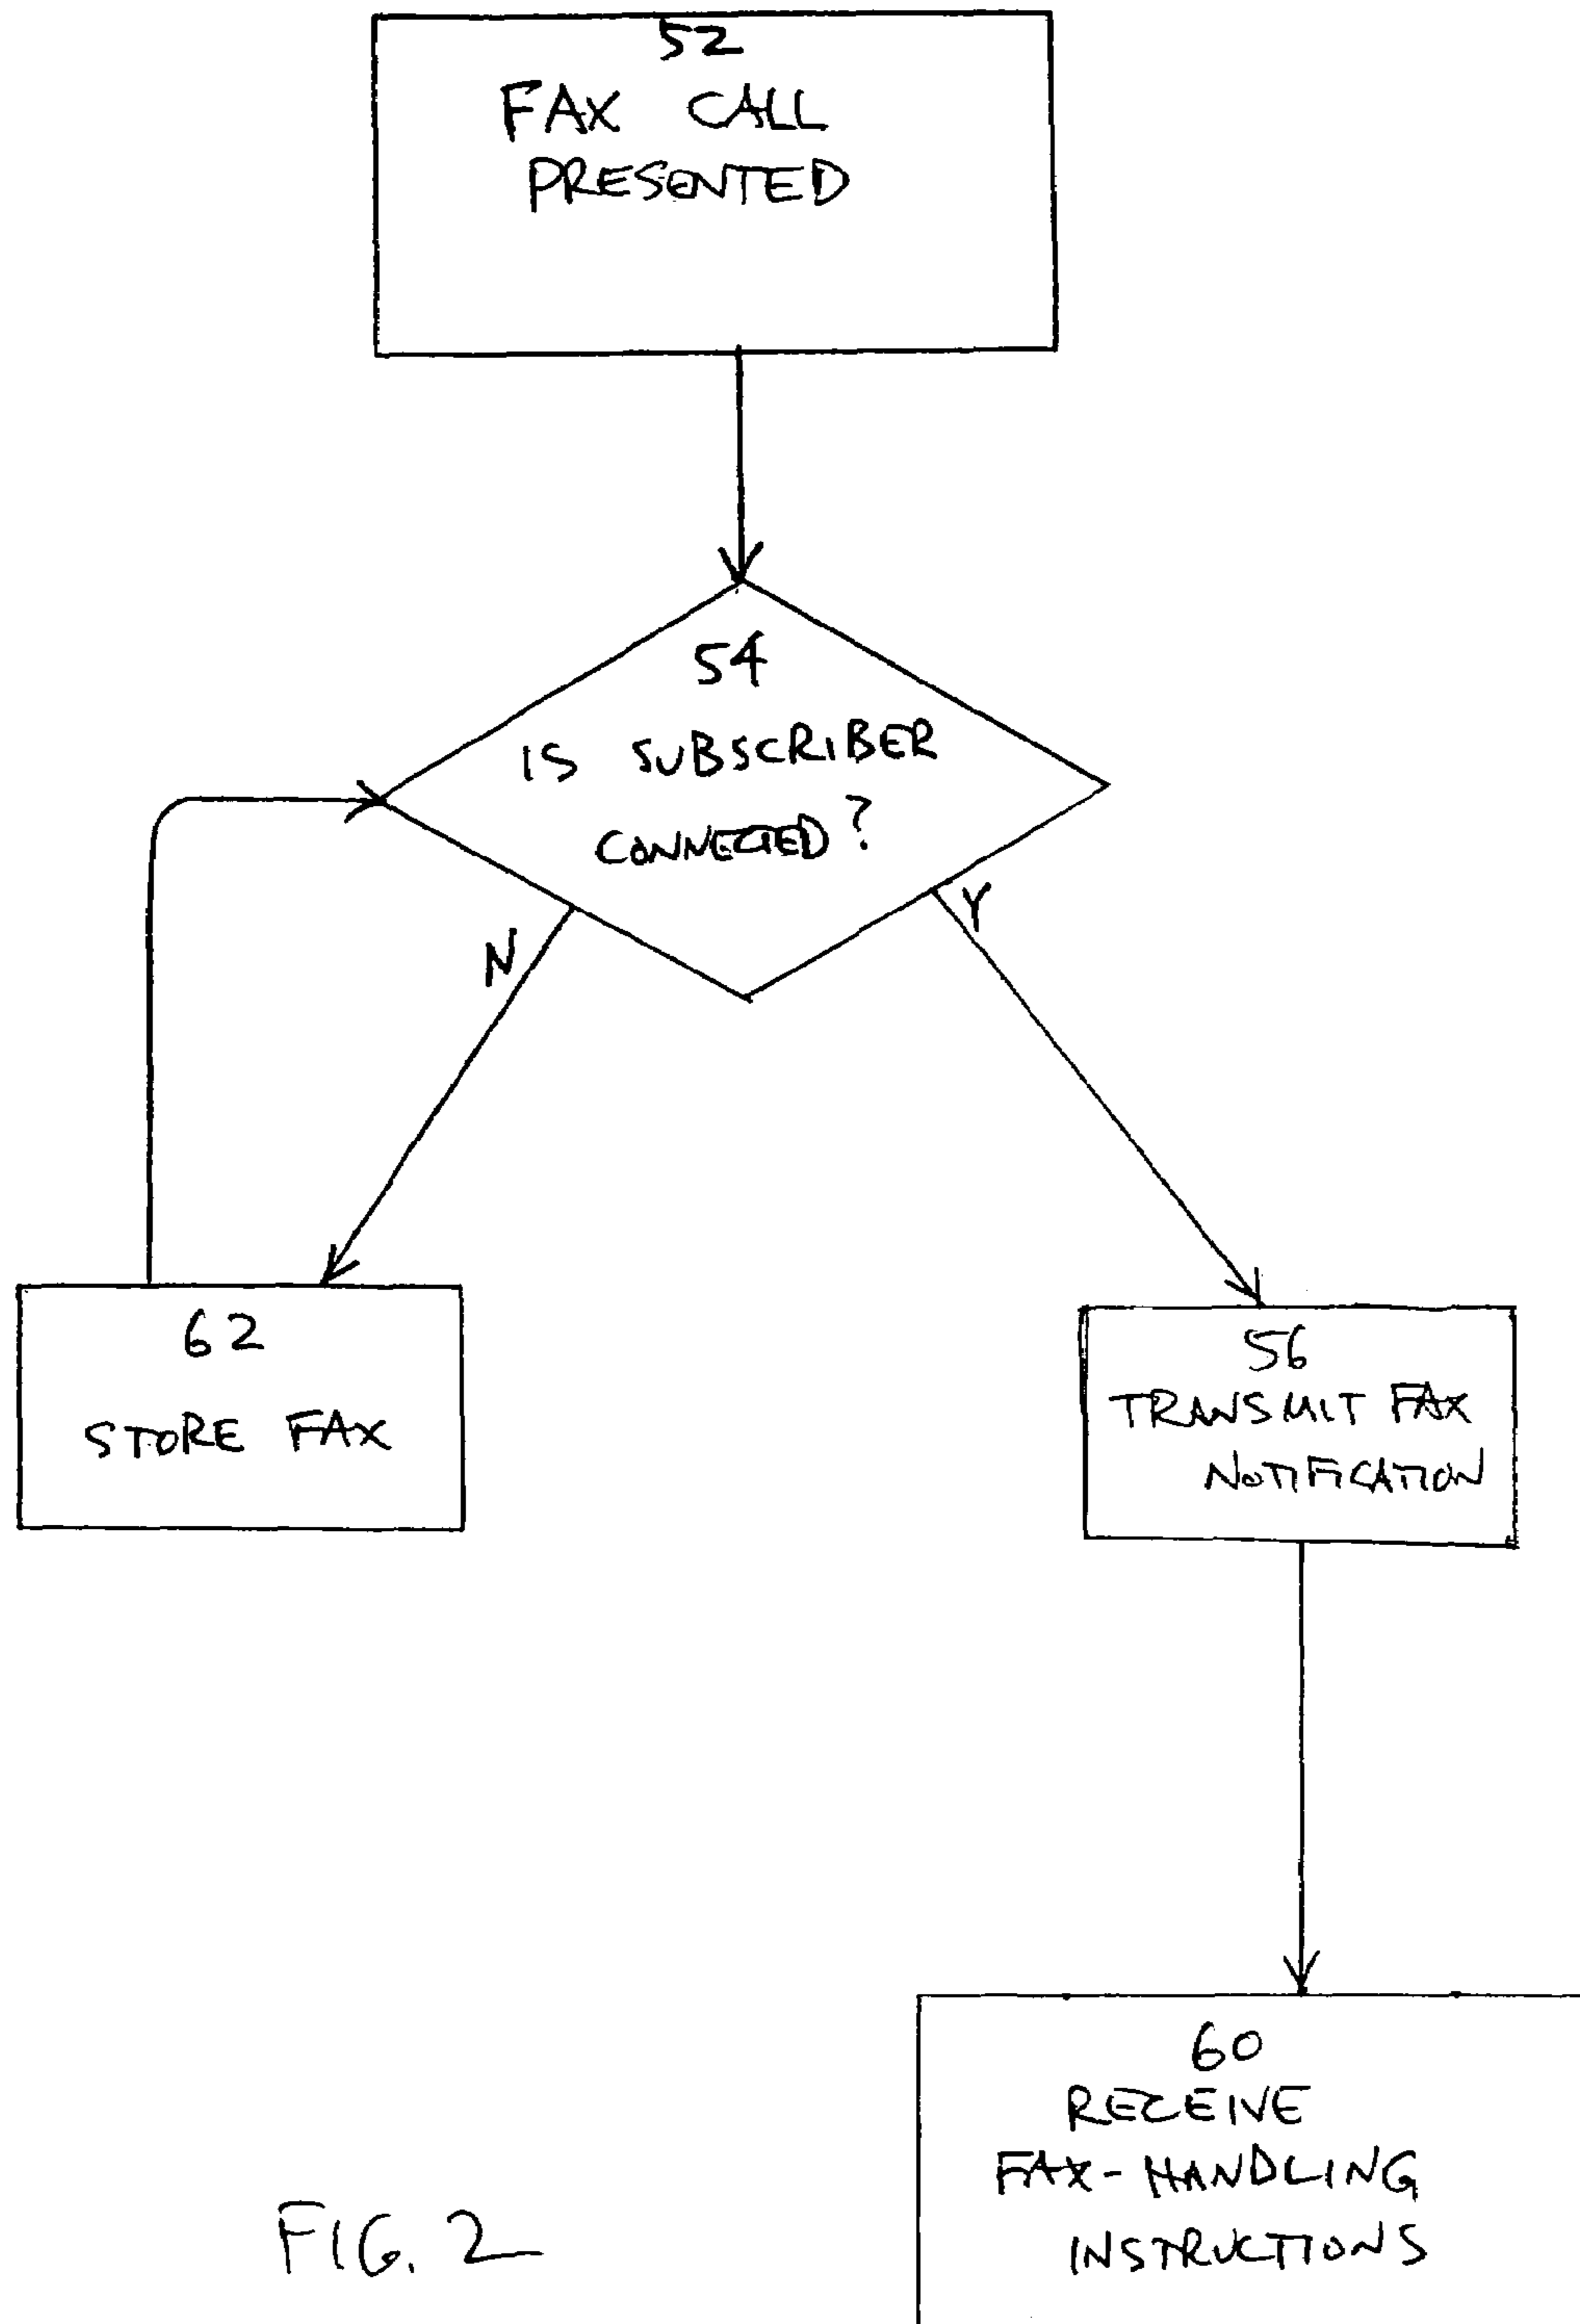 52
FAX CALL
PRESENTED
54
IS SUBSCRIBER
CONNECTED?
N
Y
62
STORE FAX
56
TRANSMIT FAX
NOTIFICATION
60
RECEIVE
FAX-HANDLING
INSTRUCTIONS
FIG. 2